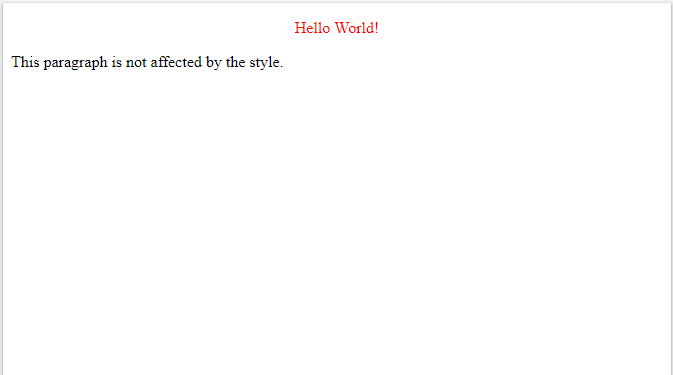 Hello World!
This paragraph is not affected by the style.